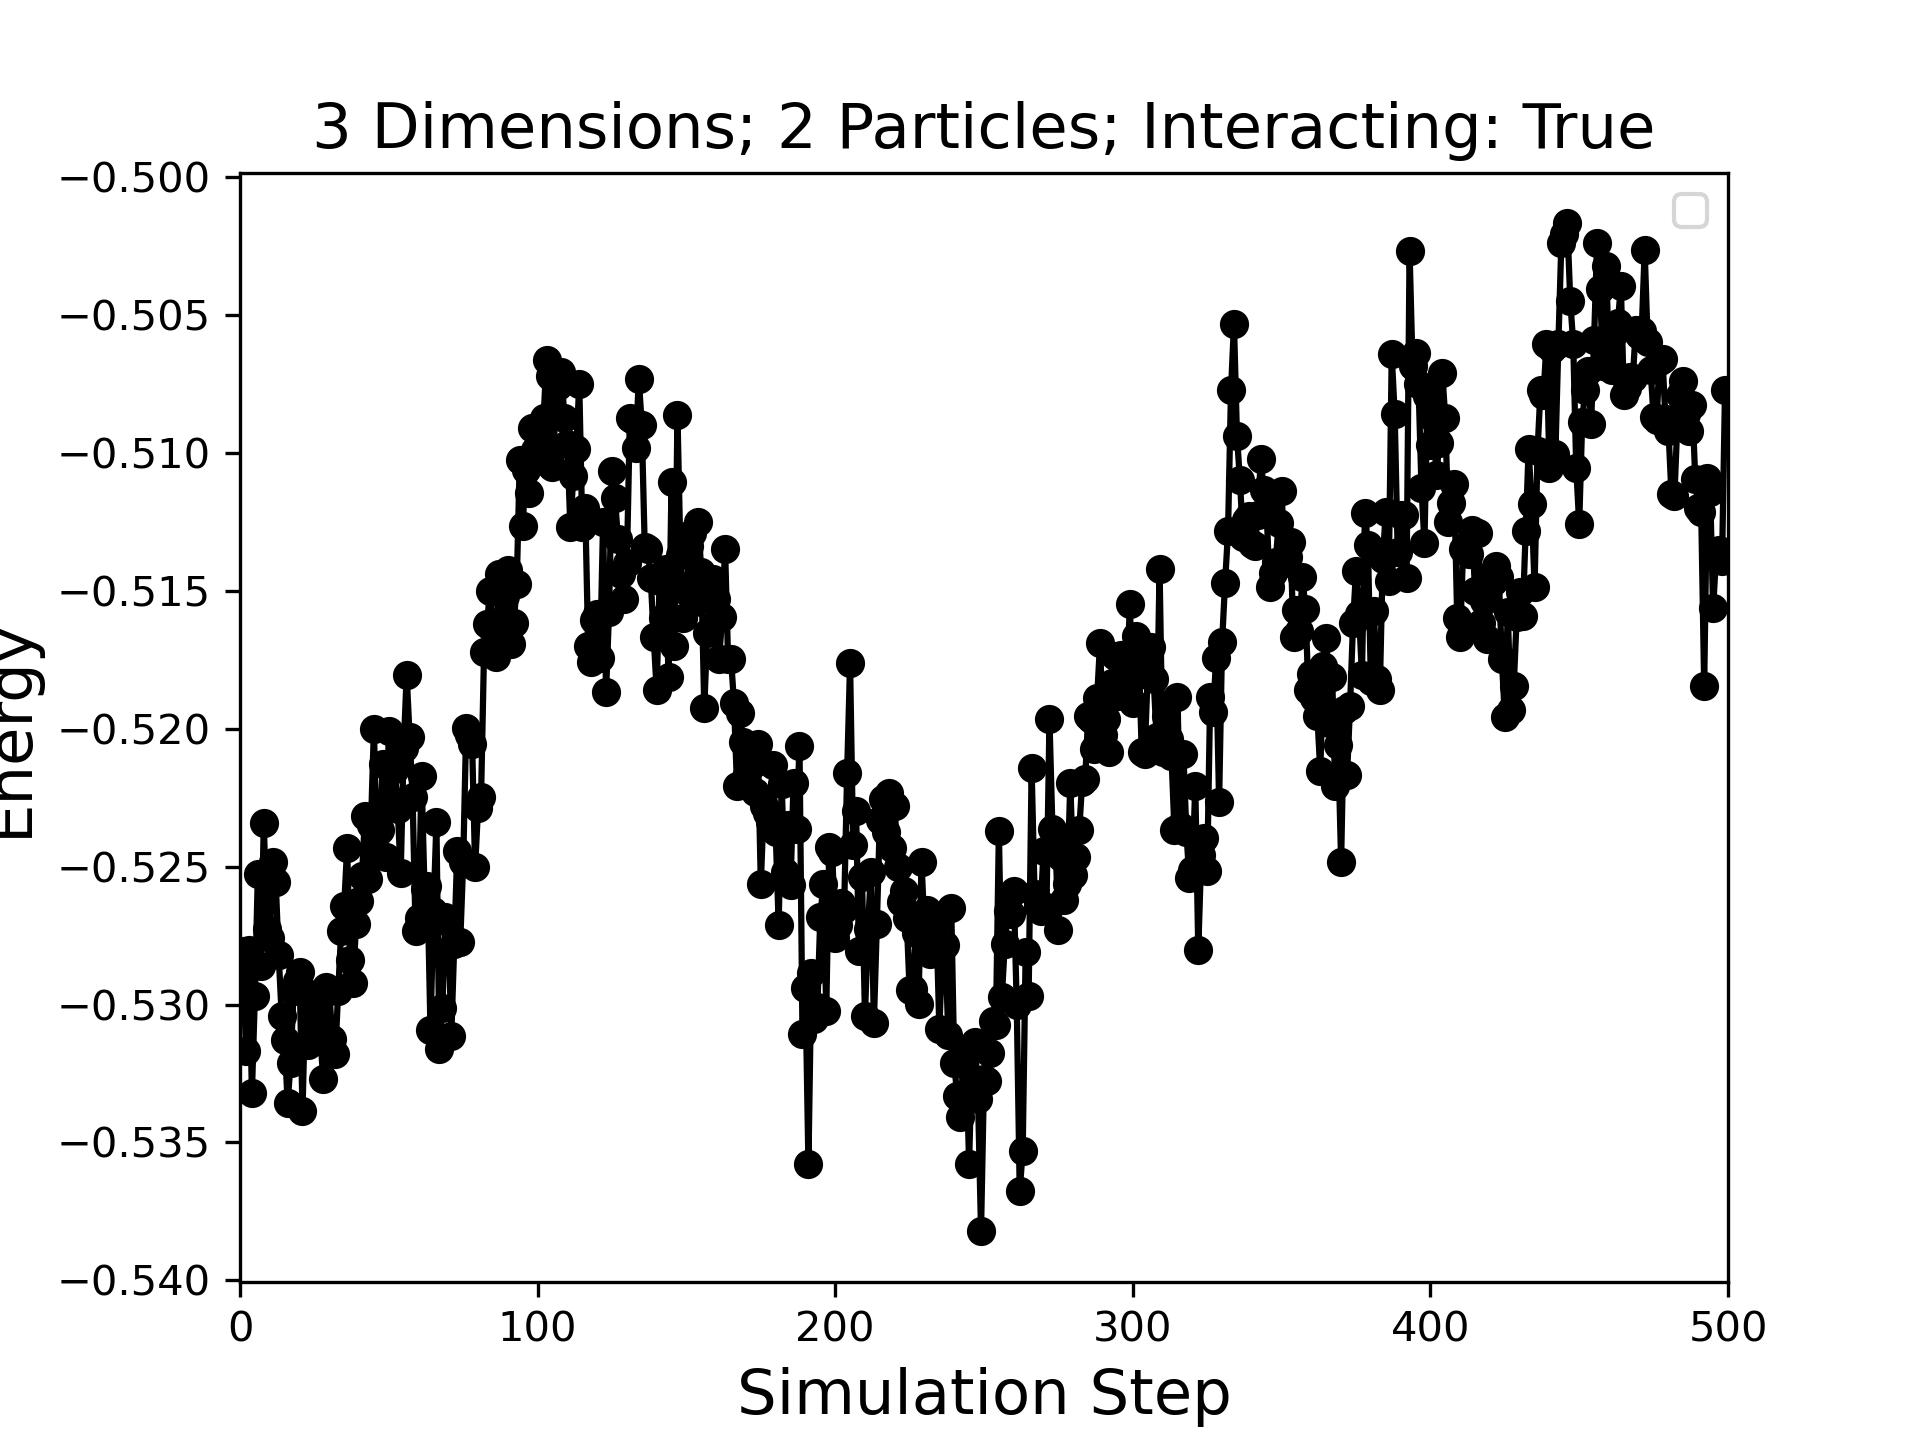 3 Dimensions; 2 Particles; Interacting: True
−0.500
−0.505
−0.510
−0.515
−0.520
−0.525
−0.530
−0.535
−0.540
Energy
0 100 200 300 400 500
Simulation Step